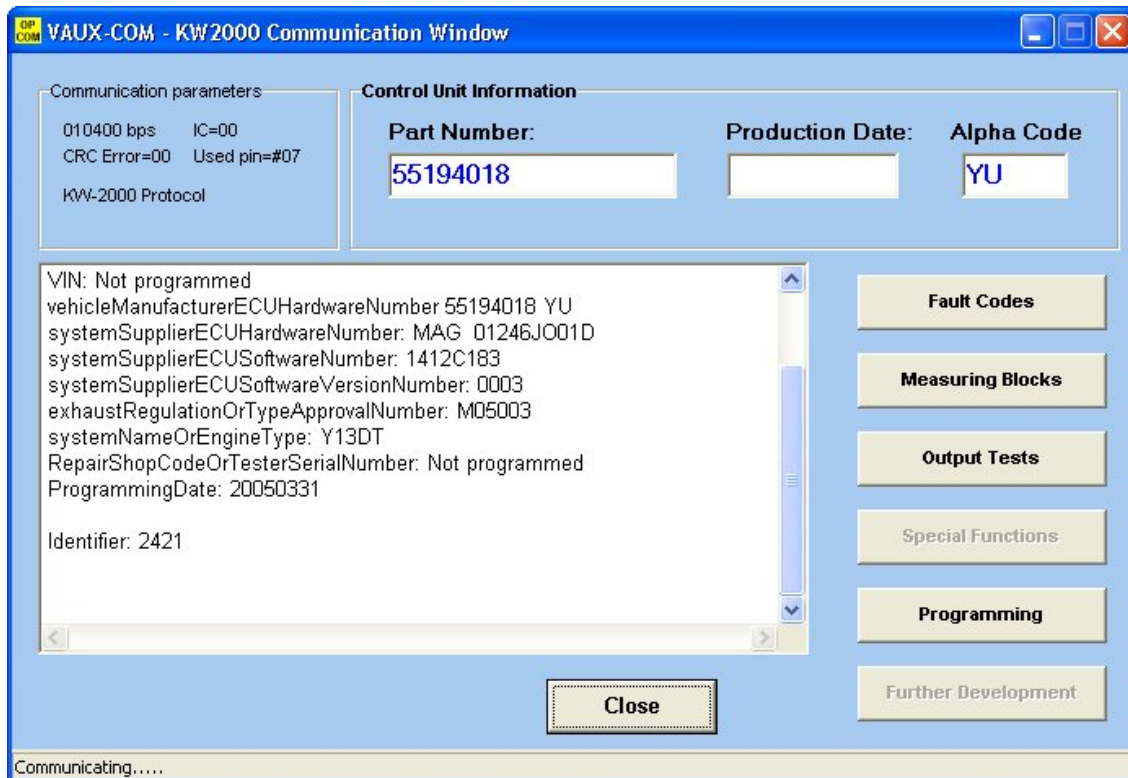 OP COM
VAUX-COM - KW2000 Communication Window
Communication parameters
010400 bps IC=00
CRC Error=00 Used pin=#07
KW-2000 Protocol
Control Unit Information
Part Number: Production Date: Alpha Code
55194018 YU
VIN: Not programmed
vehicleManufacturerECUHardwareNumber 55194018 YU
systemSupplierECUHardwareNumber: MAG 01246JO01D
systemSupplierECUSoftwareNumber: 1412C183
systemSupplierECUSoftwareVersionNumber: 0003
exhaustRegulationOrTypeApprovalNumber: M05003
systemNameOrEngineType: Y13DT
RepairShopCodeOrTesterSerialNumber: Not programmed
ProgrammingDate: 20050331
Identifier: 2421
Fault Codes
Measuring Blocks
Output Tests
Special Functions
Programming
Further Development
Close
Communicating.....